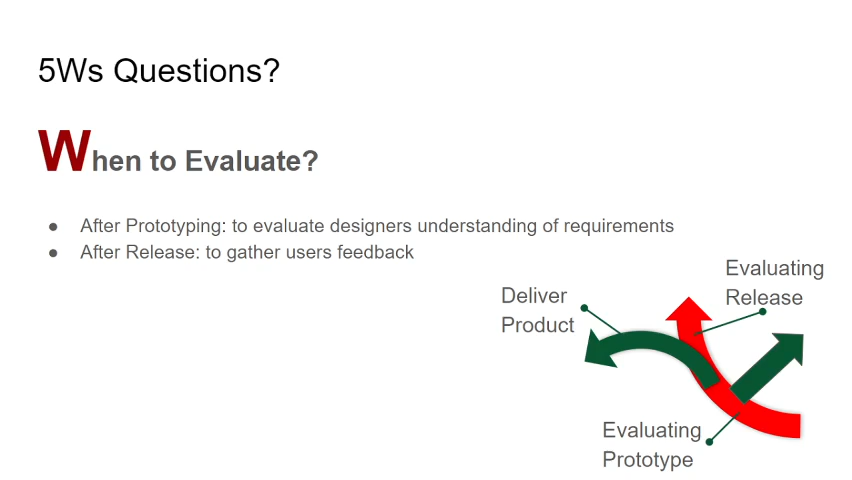 5Ws Questions?
When to Evaluate?
● After Prototyping: to evaluate designers understanding of requirements
● After Release: to gather users feedback
Evaluating
Release
Deliver
Product
Evaluating
Prototype